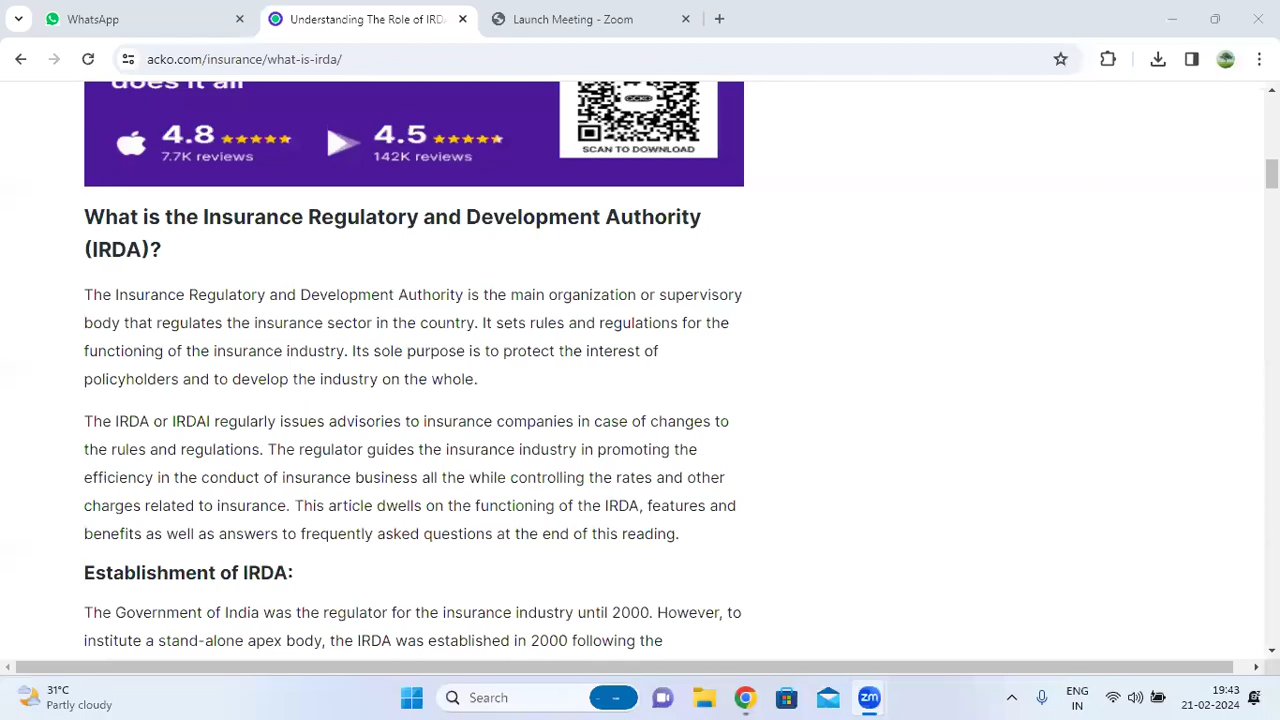 WhatsApp
Understanding The Role of IRDA
Launch Meeting - Zoom
acko.com/insurance/what-is-irda/
does it all
4.8
7.7K reviews
4.5
142K reviews
SCAN TO DOWNLOAD
What is the Insurance Regulatory and Development Authority
(IRDA)?
The Insurance Regulatory and Development Authority is the main organization or supervisory
body that regulates the insurance sector in the country. It sets rules and regulations for the
functioning of the insurance industry. Its sole purpose is to protect the interest of
policyholders and to develop the industry on the whole.
The IRDA or IRDAI regularly issues advisories to insurance companies in case of changes to
the rules and regulations. The regulator guides the insurance industry in promoting the
efficiency in the conduct of insurance business all the while controlling the rates and other
charges related to insurance. This article dwells on the functioning of the IRDA, features and
benefits as well as answers to frequently asked questions at the end of this reading.
Establishment of IRDA:
The Government of India was the regulator for the insurance industry until 2000. However, to
institute a stand-alone apex body, the IRDA was established in 2000 following the
31°C
Partly cloudy
Search
zm
ENG
IN
19:43
21-02-2024